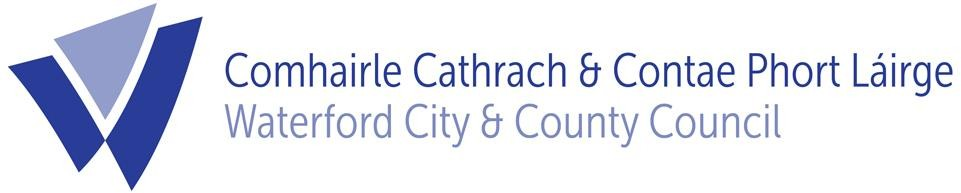 Comhairle Cathrach & Contae Phort Láirge
Waterford City & County Council